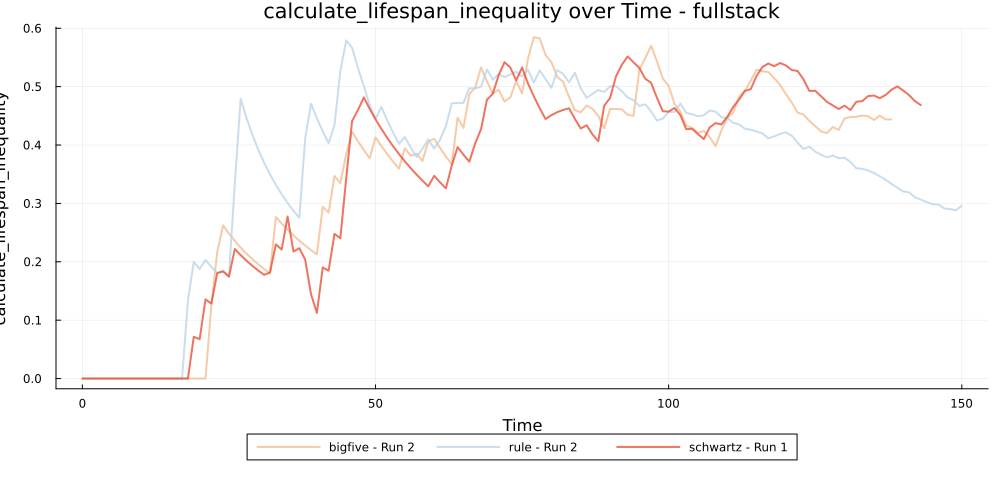 calculate_lifespan_inequality over Time - fullstack
calculate_lifespan_inequality
0.6
0.5
0.4
0.3
0.2
0.1
0.0
0 50 100 150
Time
bigfive - Run 2 rule - Run 2 schwartz - Run 1